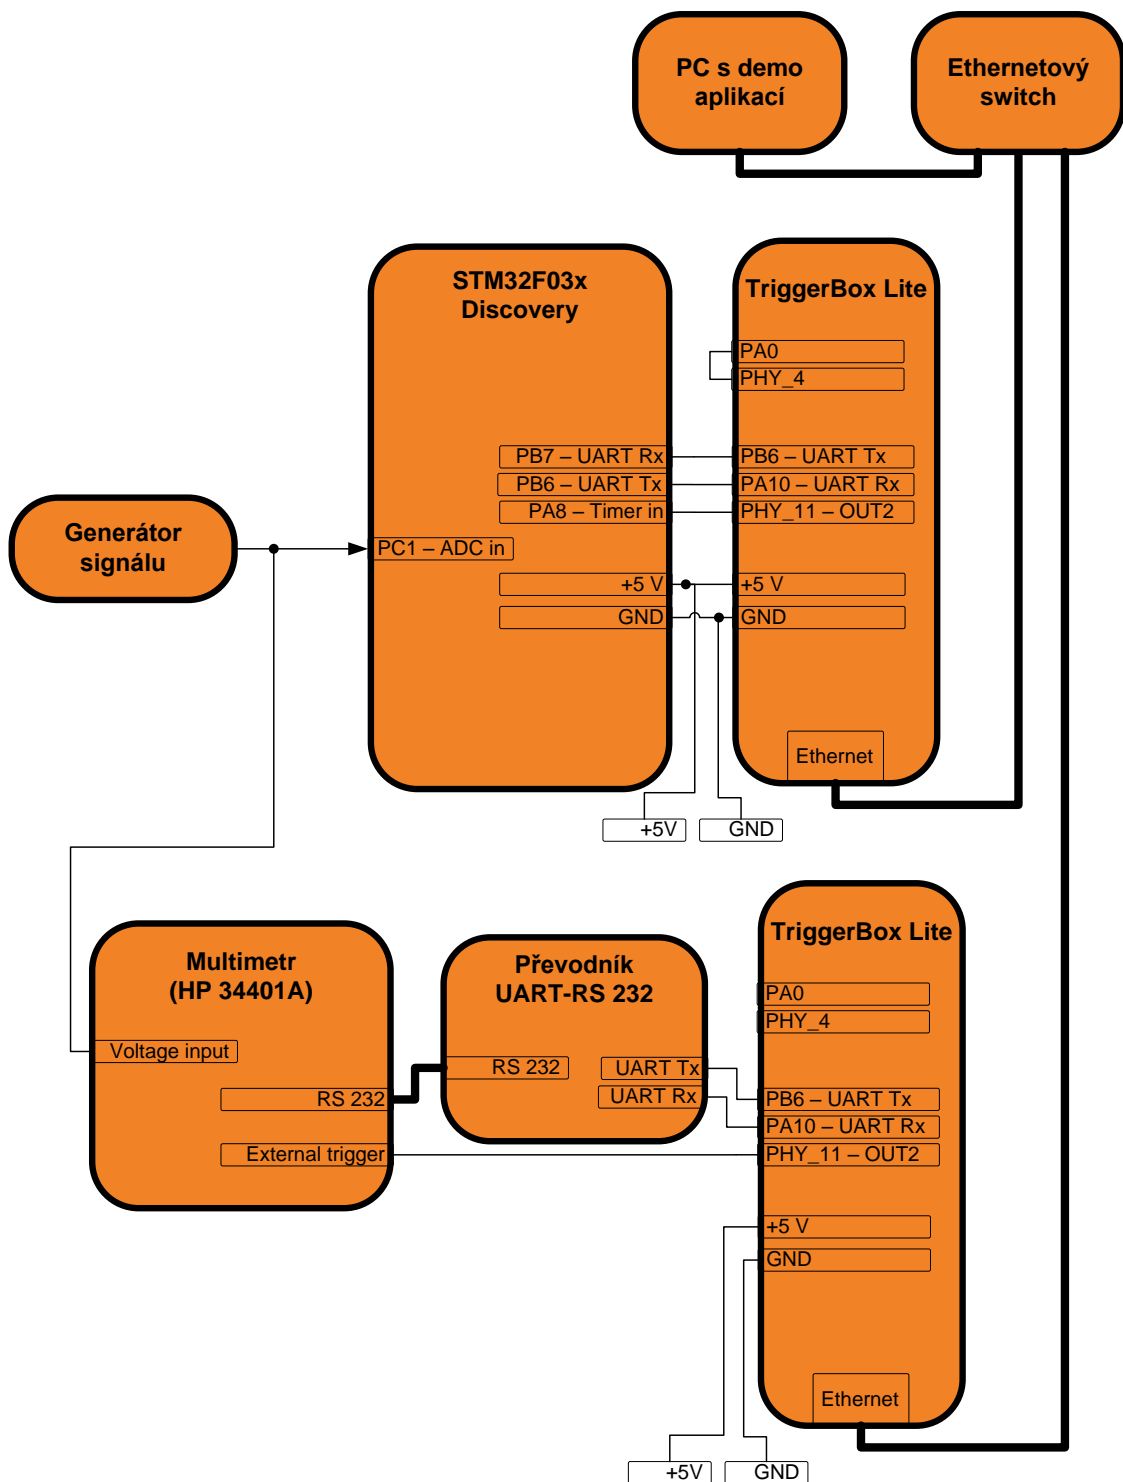 PC s demo
aplikací
Ethernetový
switch
STM32F03x
Discovery
TriggerBox Lite
PA0
PHY_4
PB7 – UART Rx
PB6 – UART Tx
PB6 – UART Tx
PA10 – UART Rx
PA8 – Timer in
PHY_11 – OUT2
Generátor
signálu
PC1 – ADC in
+5 V
+5 V
GND
GND
Ethernet
+5V
GND
TriggerBox Lite
Multimetr
(HP 34401A)
Převodník
UART-RS 232
PA0
PHY_4
Voltage input
RS 232
RS 232
UART Tx
UART Rx
PB6 – UART Tx
PA10 – UART Rx
External trigger
PHY_11 – OUT2
+5 V
GND
Ethernet
+5V
GND